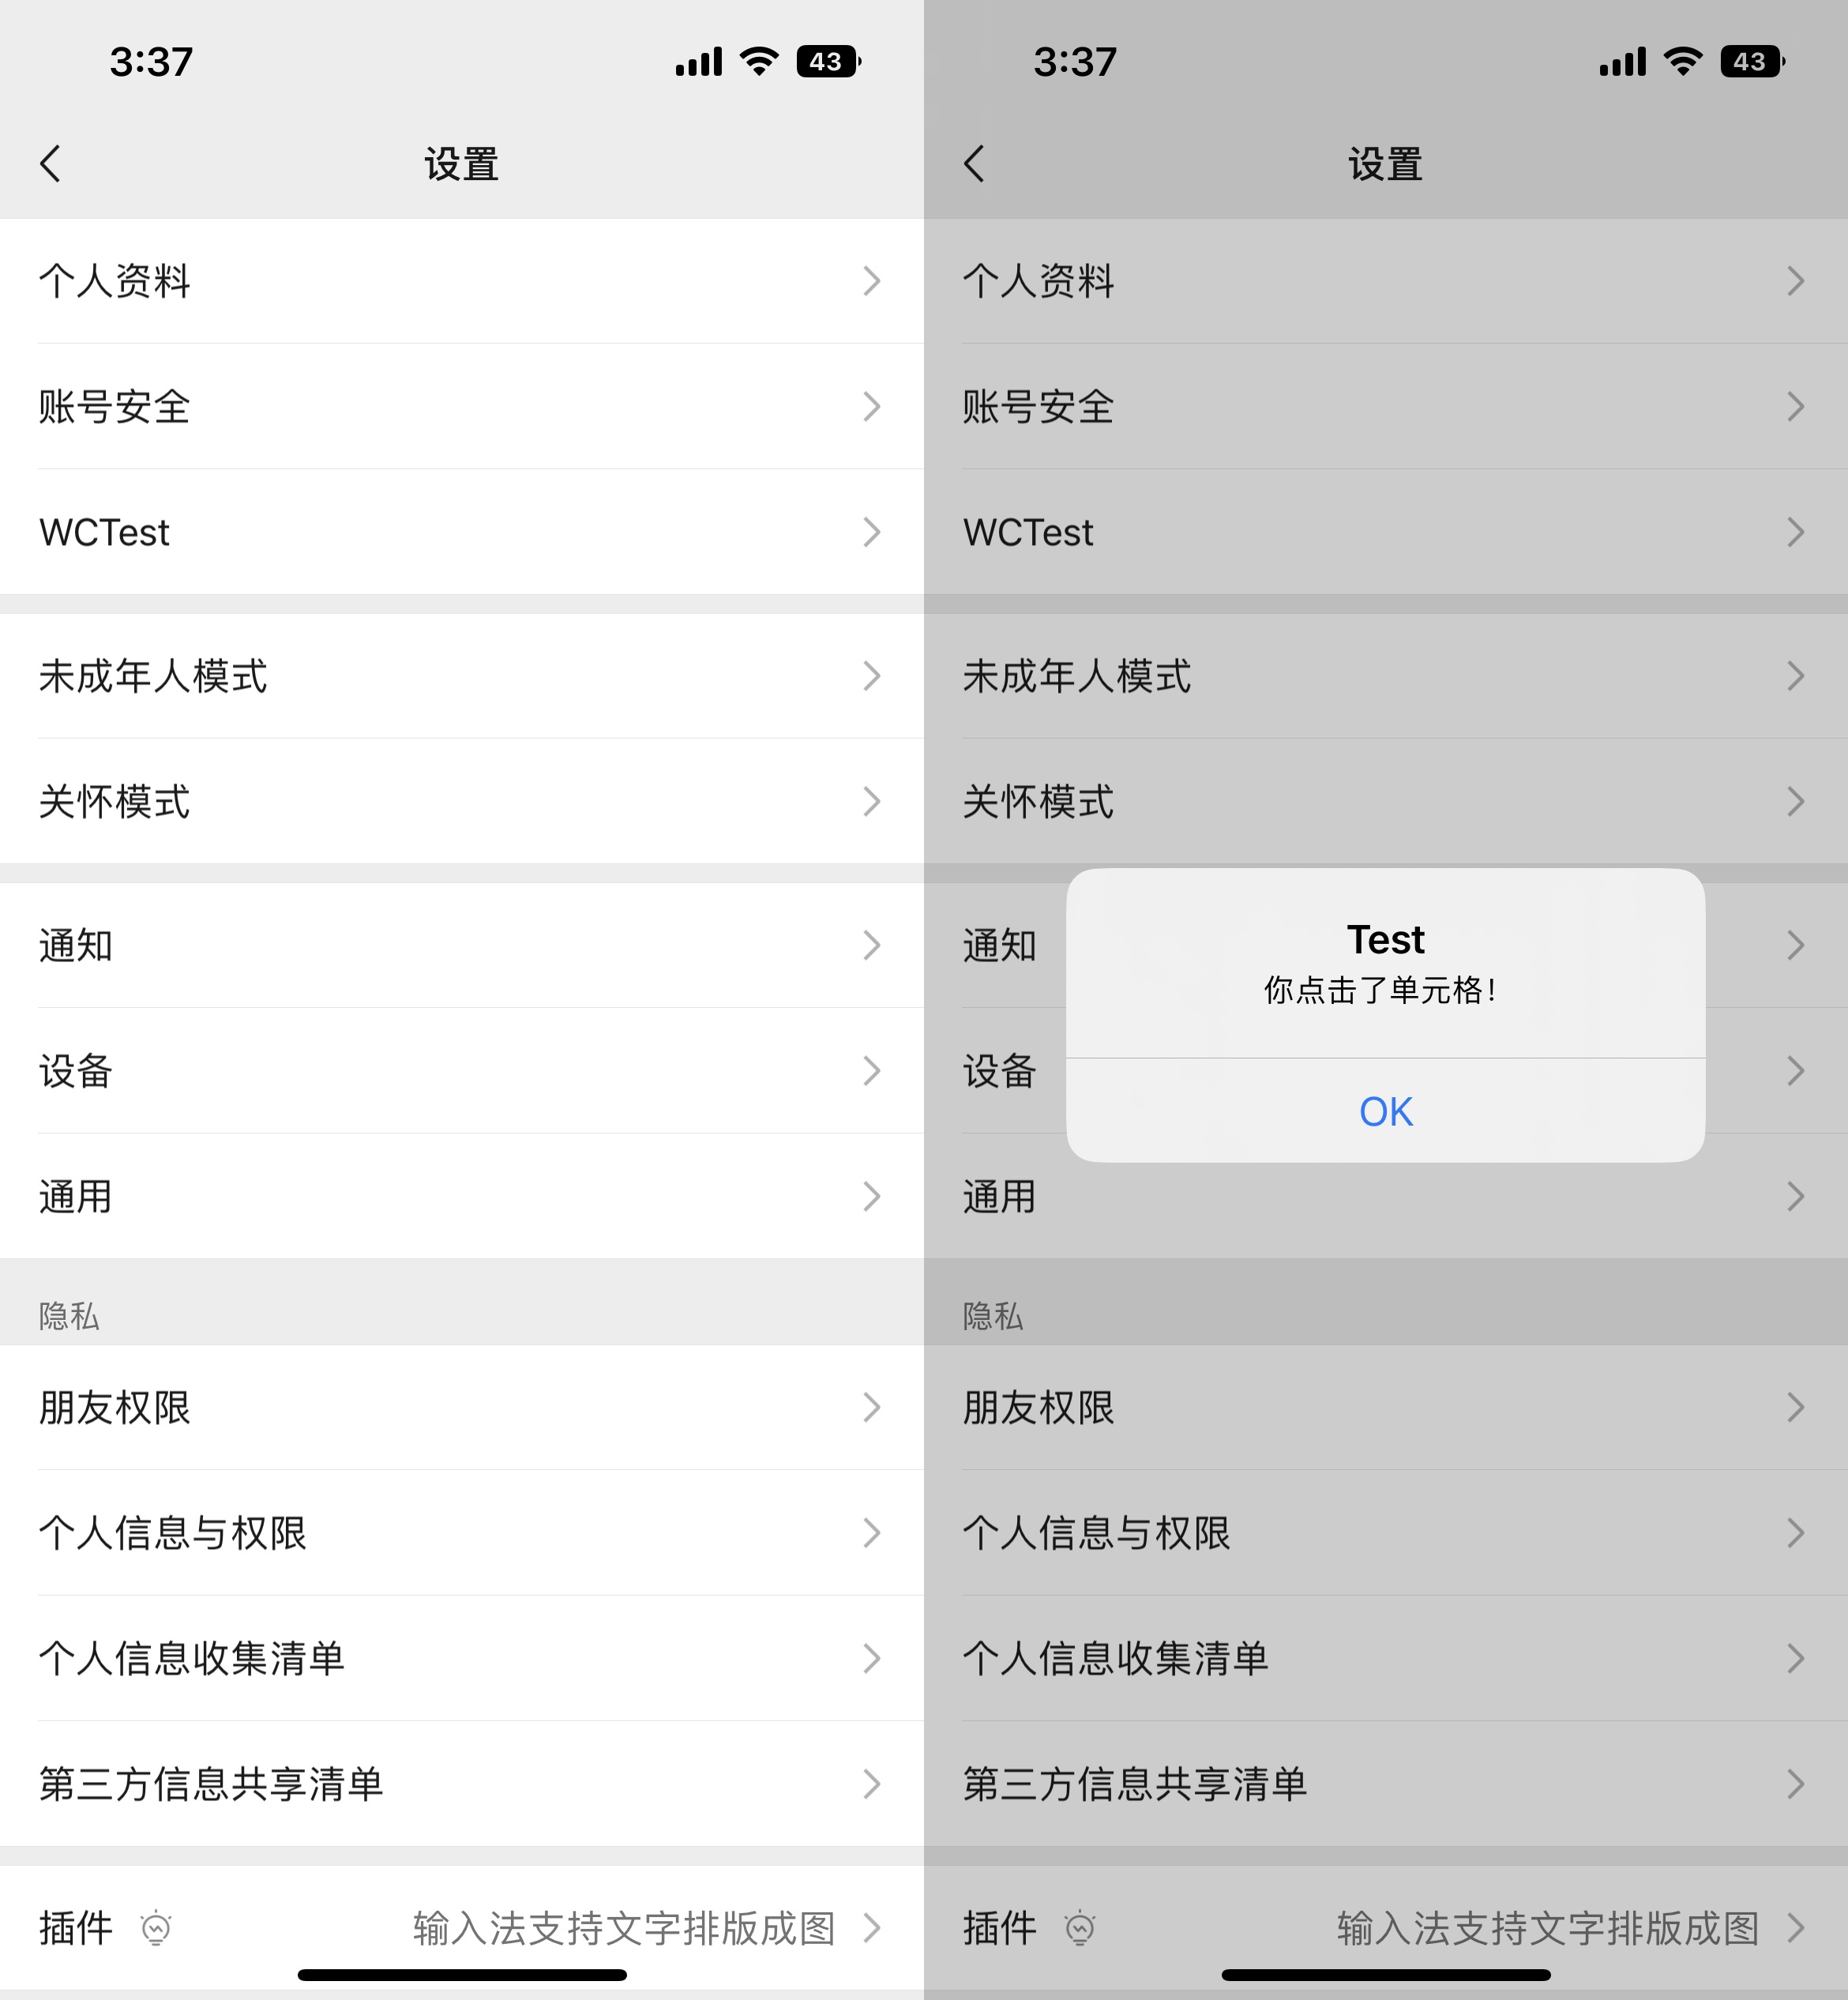 3:37
43
设置
个人资料
账号安全
WCTest
未成年人模式
关怀模式
通知
设备
通用
隐私
朋友权限
个人信息与权限
个人信息收集清单
第三方信息共享清单
插件 输入法支持文字排版成图
3:37
43
设置
个人资料
账号安全
WCTest
未成年人模式
关怀模式
通知
Test
你点击了单元格！
设备
OK
通用
隐私
朋友权限
个人信息与权限
个人信息收集清单
第三方信息共享清单
插件 输入法支持文字排版成图